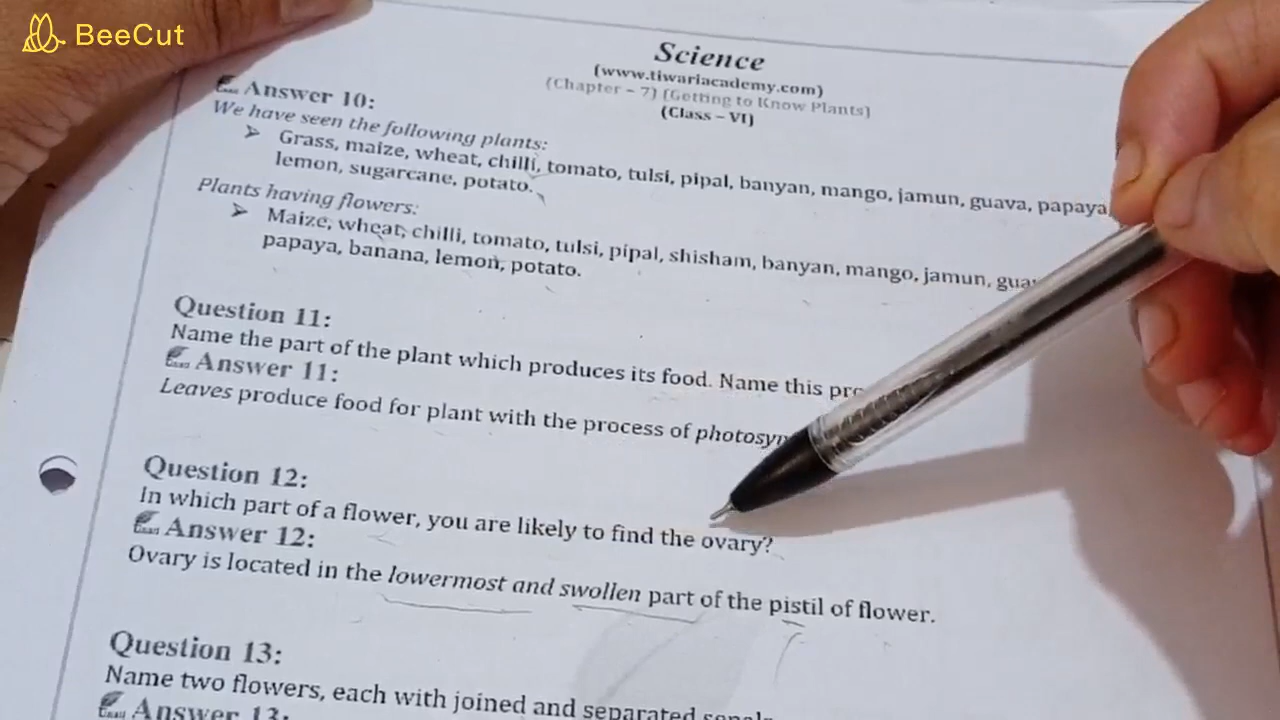 BeeCut
Science
(www.tiwariacademy.com)
(Chapter – 7) (Getting to Know Plants)
(Class – VI)
Answer 10:
We have seen the following plants:
➢ Grass, maize, wheat, chilli, tomato, tulsi, pipal, banyan, mango, jamun, guava, papaya,
lemon, sugarcane, potato.
Plants having flowers:
➢ Maize, wheat, chilli, tomato, tulsi, pipal, shisham, banyan, mango, jamun,
papaya, banana, lemon, potato.
Question 11:
Name the part of the plant which produces its food. Name this
Answer 11:
Leaves produce food for plant with the process of
Question 12:
In which part of a flower, you are likely to find the ovary?
Answer 12:
Ovary is located in the lowermost and swollen part of the pistil of flower.
Question 13:
Name two flowers, each with joined and separated sepals
Answer 13: